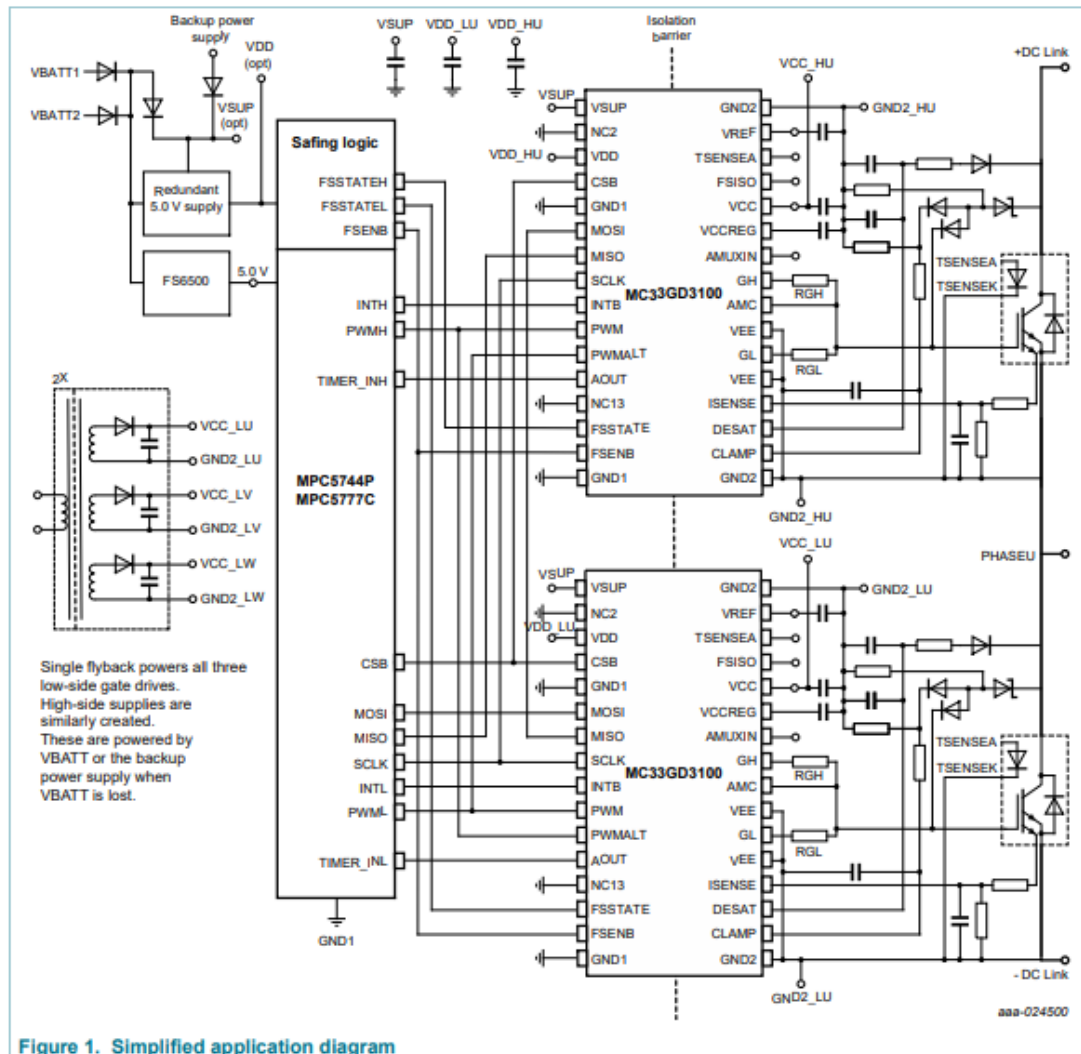 Backup power
supply
VBATT1
VBATT2
VDD
(opt)
VSUP
(opt)
Redundant
5.0 V supply
FS6500
5.0 V
VSUP
VDD_LU
VDD_HU
Isolation
barrier
2X
VCC_LU
GND2_LU
VCC_LV
GND2_LV
VCC_LW
GND2_LW
Single flyback powers all three
low-side gate drives.
High-side supplies are
similarly created.
These are powered by
VBATT or the backup
power supply when
VBATT is lost.
Safing logic
FSSTATEH
FSSTATEL
FSENB
INTH
PWMH
TIMER_INH
MPC5744P
MPC5777C
CSB
MOSI
MISO
SCLK
INTL
PWML
TIMER_INL
GND1
VSUP
VDD_HU
VSUP
NC2
VDD
CSB
GND1
MOSI
MISO
SCLK
INTB
PWM
PWMALT
AOUT
NC13
FSSTATE
FSENB
GND1
MC33GD3100
GND2
VREF
TSENSEA
FSISO
VCC
VCCREG
AMUXIN
GH
AMC
VEE
GL
VEE
ISENSE
DESAT
CLAMP
GND2
VCC_HU
GND2_HU
RGH
RGL
GND2_HU
+DC Link
TSENSEA
TSENSEK
PHASEU
VSUP
VDD_LU
VSUP
NC2
VDD
CSB
GND1
MOSI
MISO
SCLK
INTB
PWM
PWMALT
AOUT
NC13
FSSTATE
FSENB
GND1
MC33GD3100
GND2
VREF
TSENSEA
FSISO
VCC
VCCREG
AMUXIN
GH
AMC
VEE
GL
VEE
ISENSE
DESAT
CLAMP
GND2
VCC_LU
GND2_LU
RGH
RGL
GND2_LU
TSENSEA
TSENSEK
- DC Link
aaa-024500
Figure 1. Simplified application diagram